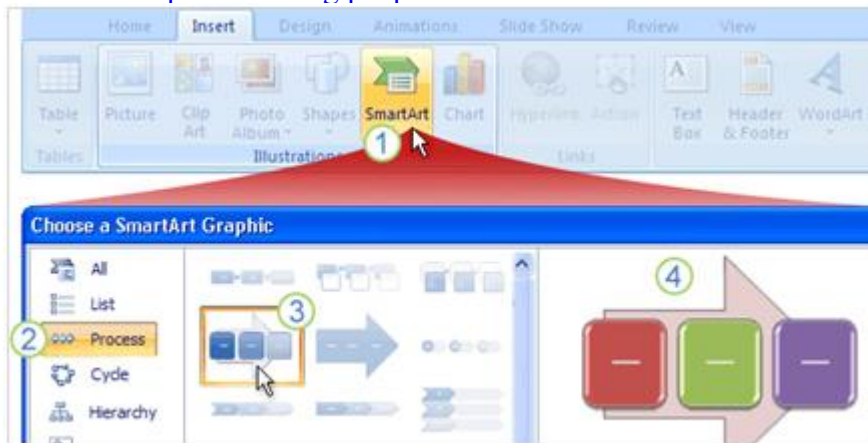 Home Insert Design Animations Slide Show Review View
Table Picture Clip Art Photo Album Shapes SmartArt Chart Hyperlink Action Text Box Header & Footer WordArt
Tables Illustrations Links
1
Choose a SmartArt Graphic
All
List
2 Process
Cycle
Hierarchy
3
4